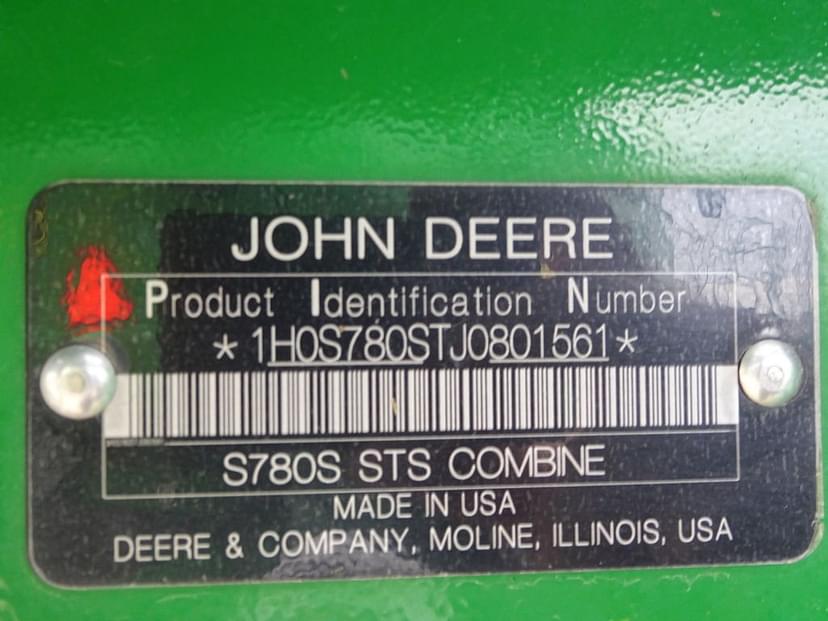 JOHN DEERE
Product Identification Number
*1H0S780STJ0801561*
S780S STS COMBINE
MADE IN USA
DEERE & COMPANY, MOLINE, ILLINOIS, USA